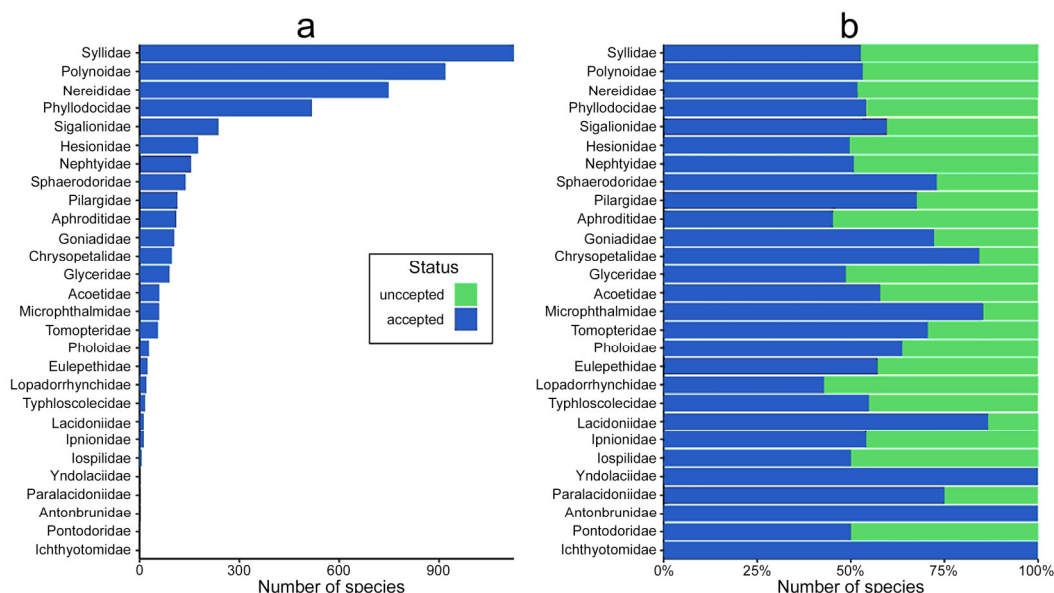 a
Syllidae
Polynoidae
Nereididae
Phyllodocidae
Sigalionidae
Hesionidae
Nephtyidae
Sphaerodoridae
Pilargidae
Aphroditidae
Goniadidae
Chrysopetalidae
Glyceridae
Acoetidae
Microphthalmidae
Tomopteridae
Pholoidae
Eulepethidae
Lopadorrhynchidae
Typhloscolecidae
Lacidoniidae
Ipnionidae
Iospilidae
Yndolaciidae
Paralacidoniidae
Antonbrunidae
Pontodoridae
Ichthyotomidae
0 300 600 900
Number of species
Status
unccepted
accepted
b
Syllidae
Polynoidae
Nereididae
Phyllodocidae
Sigalionidae
Hesionidae
Nephtyidae
Sphaerodoridae
Pilargidae
Aphroditidae
Goniadidae
Chrysopetalidae
Glyceridae
Acoetidae
Microphthalmidae
Tomopteridae
Pholoidae
Eulepethidae
Lopadorrhynchidae
Typhloscolecidae
Lacidoniidae
Ipnionidae
Iospilidae
Yndolaciidae
Paralacidoniidae
Antonbrunidae
Pontodoridae
Ichthyotomidae
0% 25% 50% 75% 100%
Number of species